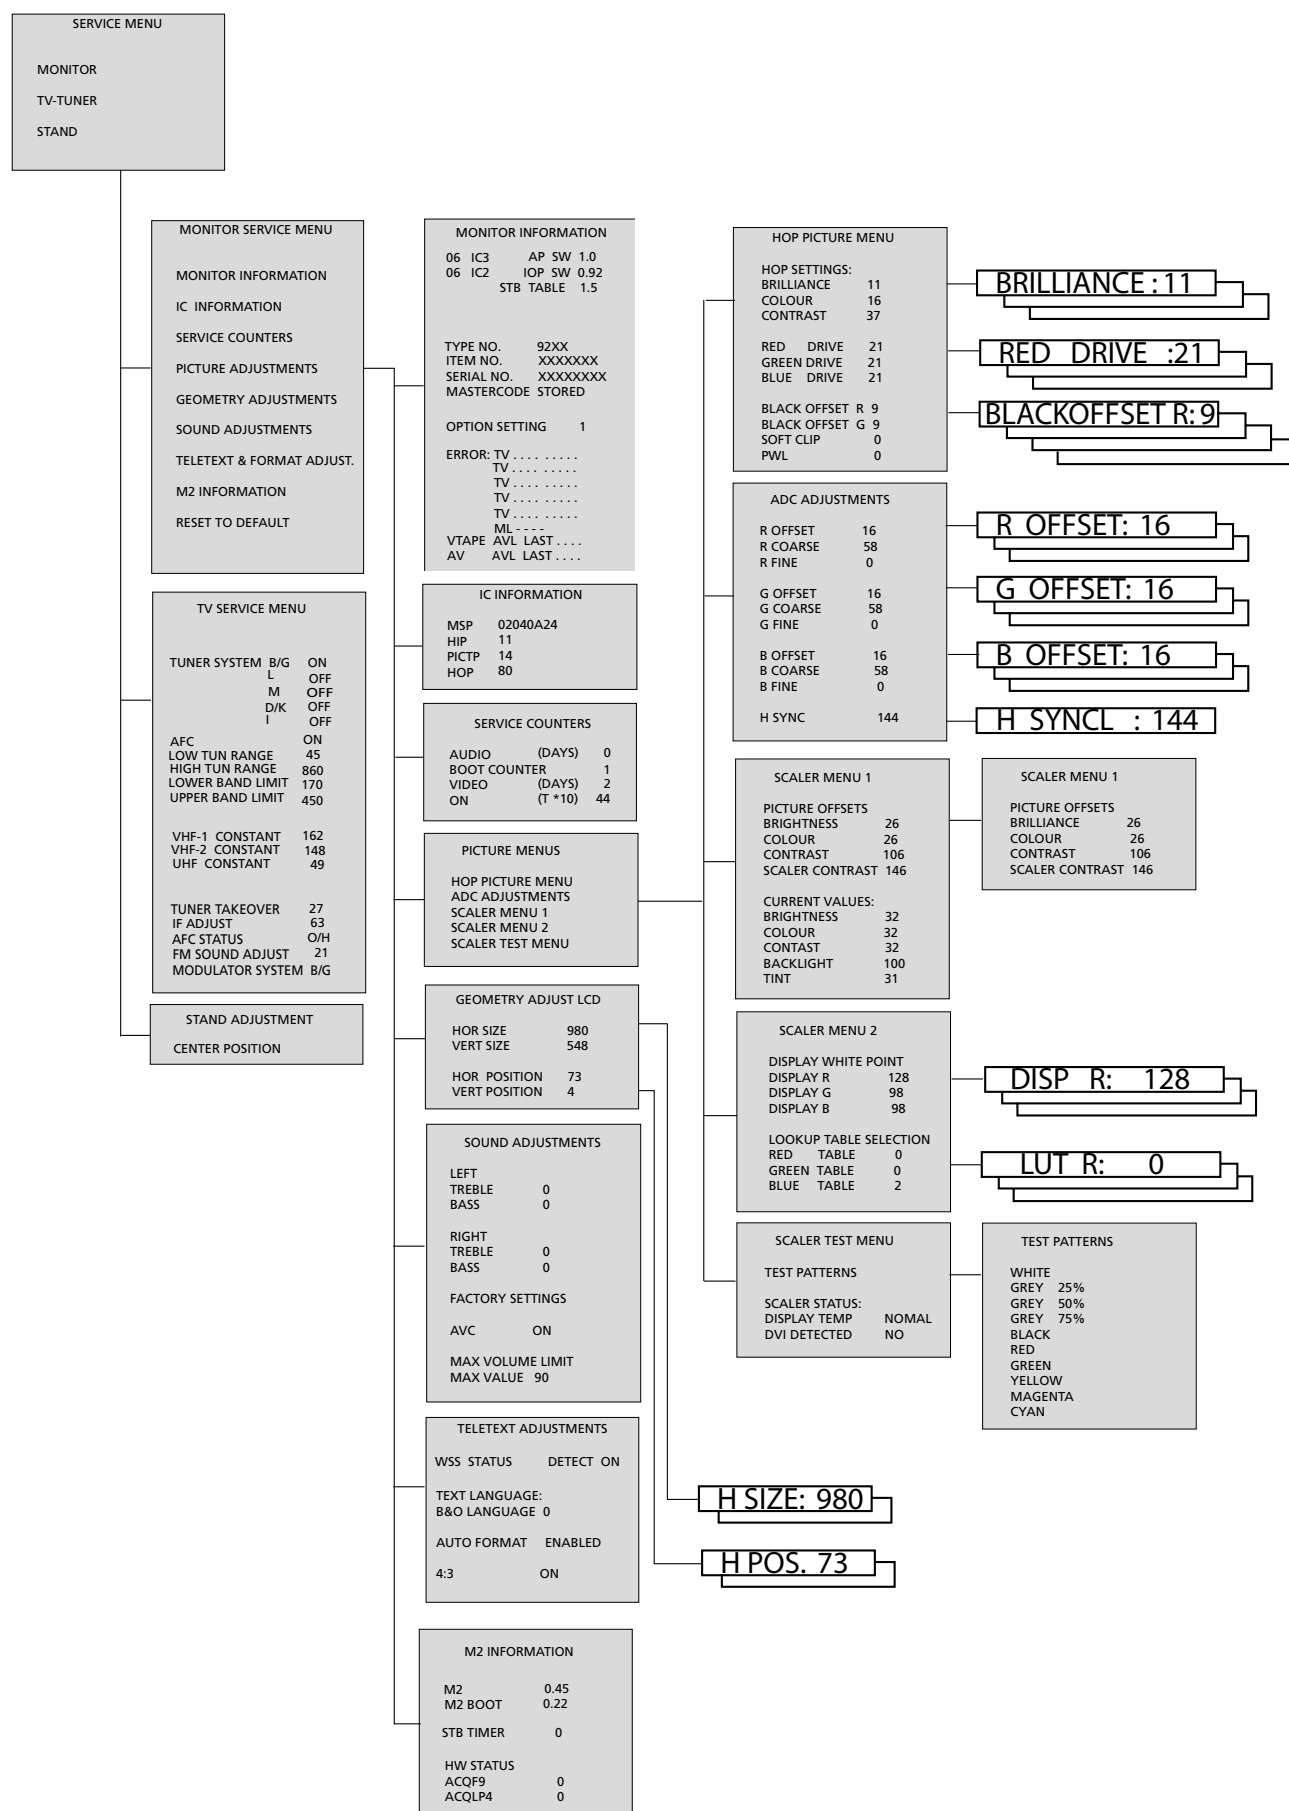 SERVICE MENU
MONITOR
TV-TUNER
STAND
MONITOR SERVICE MENU
MONITOR INFORMATION
IC INFORMATION
SERVICE COUNTERS
PICTURE ADJUSTMENTS
GEOMETRY ADJUSTMENTS
SOUND ADJUSTMENTS
TELETEXT & FORMAT ADJUST.
M2 INFORMATION
RESET TO DEFAULT
TV SERVICE MENU
TUNER SYSTEM B/G ON
L OFF
M OFF
D/K OFF
I OFF
AFC ON
LOW TUN RANGE 45
HIGH TUN RANGE 860
LOWER BAND LIMIT 170
UPPER BAND LIMIT 450
VHF-1 CONSTANT 162
VHF-2 CONSTANT 148
UHF CONSTANT 49
TUNER TAKEOVER 27
IF ADJUST 63
AFC STATUS O/H
FM SOUND ADJUST 21
MODULATOR SYSTEM B/G
STAND ADJUSTMENT
CENTER POSITION
MONITOR INFORMATION
06 IC3 AP SW 1.0
06 IC2 IOP SW 0.92
STB TABLE 1.5
TYPE NO. 92XX
ITEM NO. XXXXXXX
SERIAL NO. XXXXXXXX
MASTERCODE STORED
OPTION SETTING 1
ERROR: TV . . . . . . . . .
TV . . . . . . . . .
TV . . . . . . . . .
TV . . . . . . . . .
TV . . . . . . . . .
ML - - - -
VTAPE AVL LAST . . . .
AV AVL LAST . . . .
IC INFORMATION
MSP 02040A24
HIP 11
PICTP 14
HOP 80
SERVICE COUNTERS
AUDIO (DAYS) 0
BOOT COUNTER 1
VIDEO (DAYS) 2
ON (T *10) 44
PICTURE MENUS
HOP PICTURE MENU
ADC ADJUSTMENTS
SCALER MENU 1
SCALER MENU 2
SCALER TEST MENU
GEOMETRY ADJUST LCD
HOR SIZE 980
VERT SIZE 548
HOR POSITION 73
VERT POSITION 4
SOUND ADJUSTMENTS
LEFT
TREBLE 0
BASS 0
RIGHT
TREBLE 0
BASS 0
FACTORY SETTINGS
AVC ON
MAX VOLUME LIMIT
MAX VALUE 90
TELETEXT ADJUSTMENTS
WSS STATUS DETECT ON
TEXT LANGUAGE:
B&O LANGUAGE 0
AUTO FORMAT ENABLED
4:3 ON
M2 INFORMATION
M2 0.45
M2 BOOT 0.22
STB TIMER 0
HW STATUS
ACQF9 0
ACQLP4 0
HOP PICTURE MENU
HOP SETTINGS:
BRILLIANCE 11
COLOUR 16
CONTRAST 37
RED DRIVE 21
GREEN DRIVE 21
BLUE DRIVE 21
BLACK OFFSET R 9
BLACK OFFSET G 9
SOFT CLIP 0
PWL 0
ADC ADJUSTMENTS
R OFFSET 16
R COARSE 58
R FINE 0
G OFFSET 16
G COARSE 58
G FINE 0
B OFFSET 16
B COARSE 58
B FINE 0
H SYNC 144
SCALER MENU 1
PICTURE OFFSETS
BRIGHTNESS 26
COLOUR 26
CONTRAST 106
SCALER CONTRAST 146
CURRENT VALUES:
BRIGHTNESS 32
COLOUR 32
CONTAST 32
BACKLIGHT 100
TINT 31
SCALER MENU 2
DISPLAY WHITE POINT
DISPLAY R 128
DISPLAY G 98
DISPLAY B 98
LOOKUP TABLE SELECTION
RED TABLE 0
GREEN TABLE 0
BLUE TABLE 2
SCALER TEST MENU
TEST PATTERNS
SCALER STATUS:
DISPLAY TEMP NOMAL
DVI DETECTED NO
H SIZE: 980
H POS. 73
BRILLIANCE : 11
RED DRIVE :21
BLACKOFFSET R: 9
R OFFSET: 16
G OFFSET: 16
B OFFSET: 16
H SYNCL : 144
SCALER MENU 1
PICTURE OFFSETS
BRILLIANCE 26
COLOUR 26
CONTRAST 106
SCALER CONTRAST 146
DISP R: 128
LUT R: 0
TEST PATTERNS
WHITE
GREY 25%
GREY 50%
GREY 75%
BLACK
RED
GREEN
YELLOW
MAGENTA
CYAN